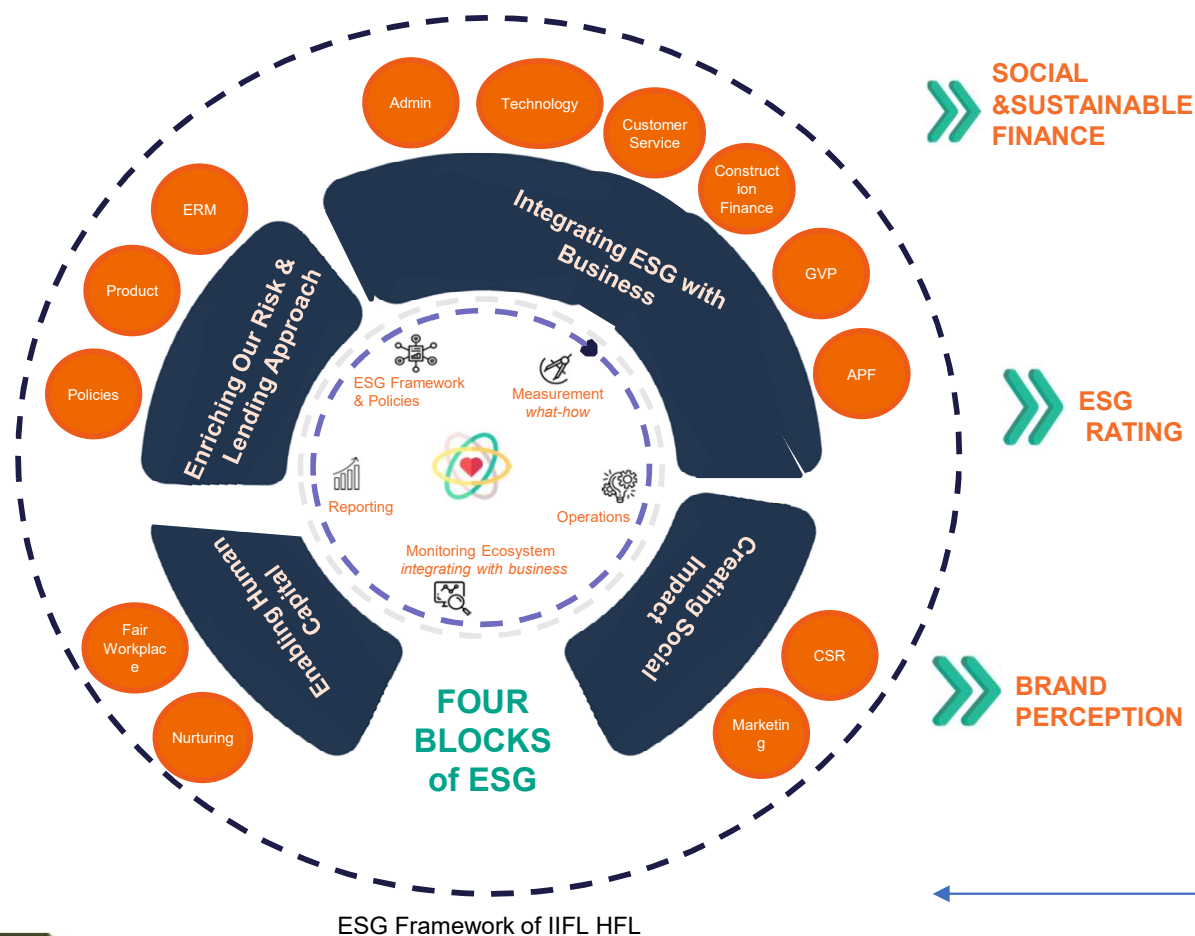 SOCIAL
&SUSTAINABLE
FINANCE
Admin
Technology
Customer
Service
Construct
ion
Finance
ERM
Integrating ESG with
Business
GVP
Product
Enriching Our Risk &
Lending Approach
APF
Policies
ESG Framework
& Policies
Measurement
what-how
ESG
RATING
Reporting
Operations
Monitoring Ecosystem
integrating with business
Enabling Human
Capital
Creating Social
Impact
Fair
Workplac
e
CSR
Nurturing
Marketin
g
BRAND
PERCEPTION
FOUR
BLOCKS
of ESG
ESG Framework of IIFL HFL